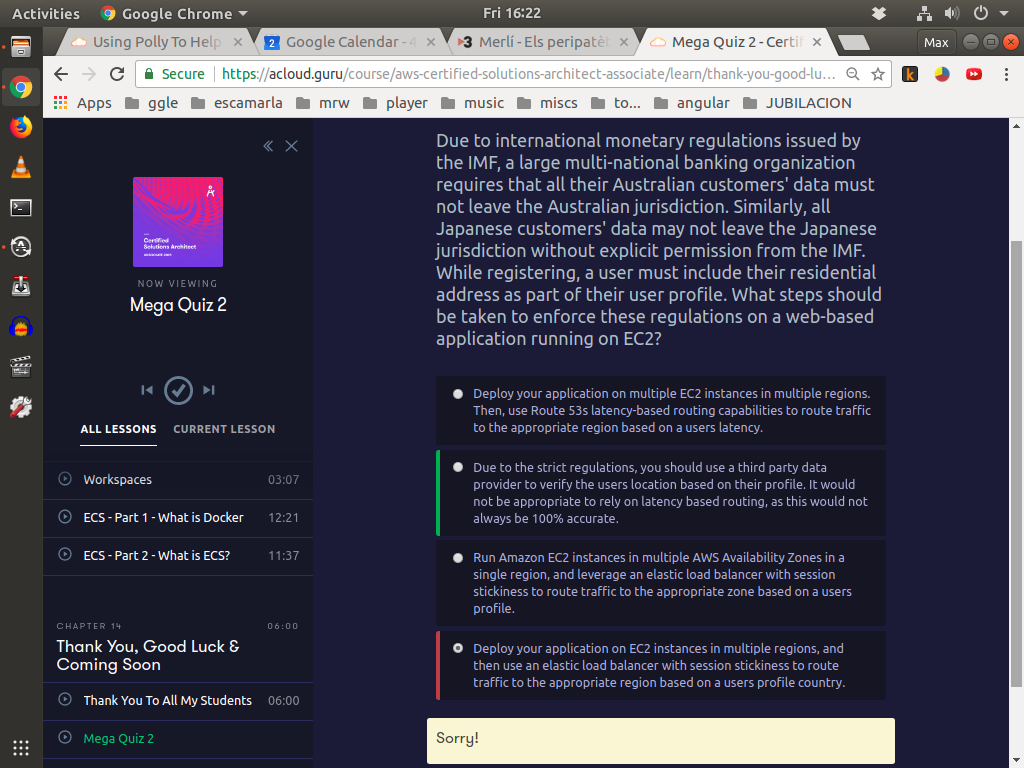 Activities
Google Chrome
Fri 16:22
Using Polly To Help
Google Calendar - 4
Merlí - Els peripatèt
Mega Quiz 2 - Certif
Max
Secure
https://acloud.guru/course/aws-certified-solutions-architect-associate/learn/thank-you-good-lu...
Apps
ggle
escamarla
mrw
player
music
miscs
to...
angular
JUBILACION
Certified
Solutions Architect
NOW VIEWING
Mega Quiz 2
ALL LESSONS
CURRENT LESSON
Workspaces 03:07
ECS - Part 1 - What is Docker 12:21
ECS - Part 2 - What is ECS? 11:37
CHAPTER 14 06:00
Thank You, Good Luck &
Coming Soon
Thank You To All My Students 06:00
Mega Quiz 2
Due to international monetary regulations issued by
the IMF, a large multi-national banking organization
requires that all their Australian customers' data must
not leave the Australian jurisdiction. Similarly, all
Japanese customers' data may not leave the Japanese
jurisdiction without explicit permission from the IMF.
While registering, a user must include their residential
address as part of their user profile. What steps should
be taken to enforce these regulations on a web-based
application running on EC2?
Deploy your application on multiple EC2 instances in multiple regions.
Then, use Route 53s latency-based routing capabilities to route traffic
to the appropriate region based on a users latency.
Due to the strict regulations, you should use a third party data
provider to verify the users location based on their profile. It would
not be appropriate to rely on latency based routing, as this would not
always be 100% accurate.
Run Amazon EC2 instances in multiple AWS Availability Zones in a
single region, and leverage an elastic load balancer with session
stickiness to route traffic to the appropriate zone based on a users
profile.
Deploy your application on EC2 instances in multiple regions, and
then use an elastic load balancer with session stickiness to route
traffic to the appropriate region based on a users profile country.
Sorry!